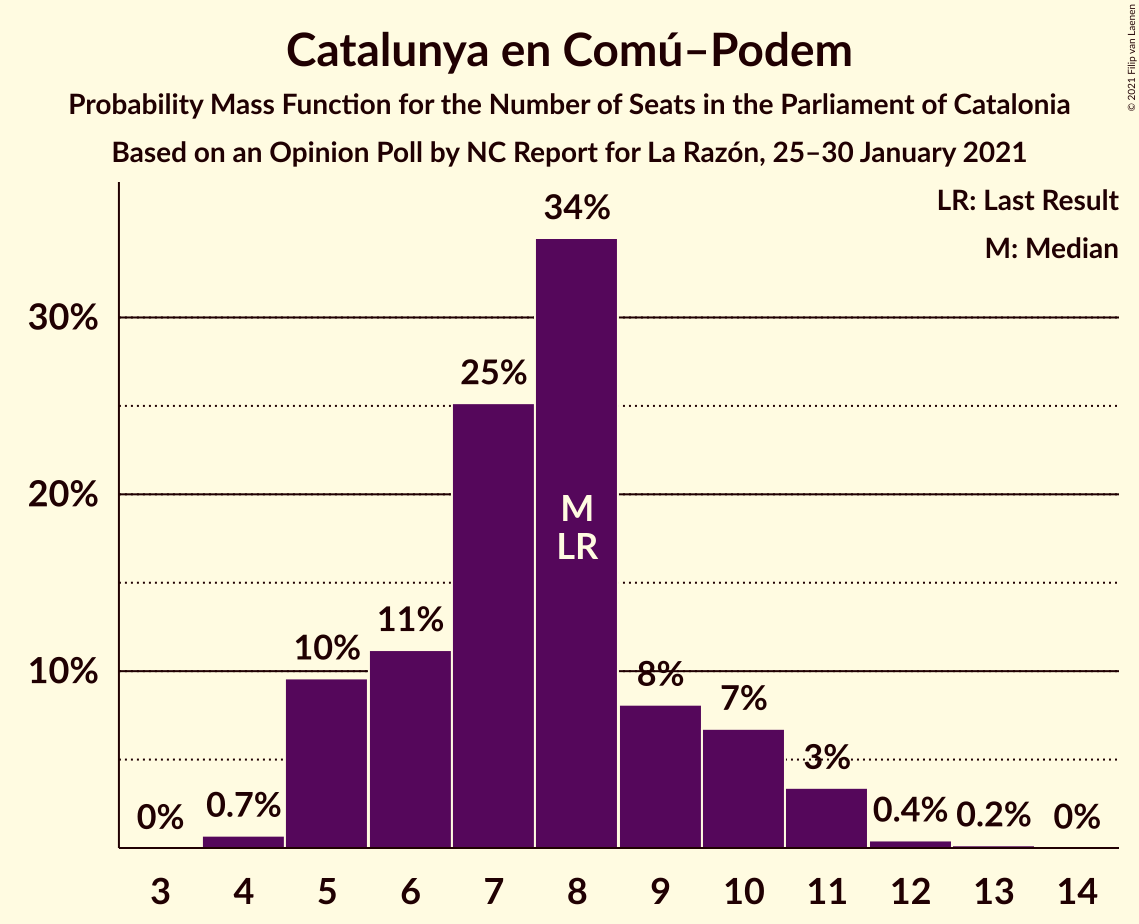 Catalunya en Comú–Podem
Probability Mass Function for the Number of Seats in the Parliament of Catalonia
Based on an Opinion Poll by NC Report for La Razón, 25–30 January 2021
© 2021 Filip van Laenen
LR: Last Result
M: Median
34%
30%
25%
20%
M
LR
11%
10%
10%
8%
7%
3%
0%
0.7%
0.4%
0.2%
0%
3 4 5 6 7 8 9 10 11 12 13 14